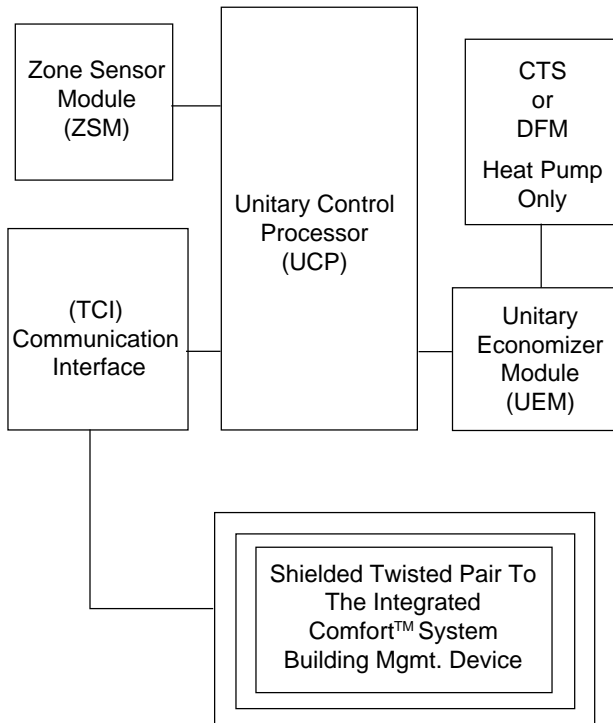 Zone Sensor
Module
(ZSM)
Unitary Control
Processor
(UCP)
CTS
or
DFM
Heat Pump
Only
(TCI)
Communication
Interface
Unitary
Economizer
Module
(UEM)
Shielded Twisted Pair To
The Integrated
Comfort™ System
Building Mgmt. Device